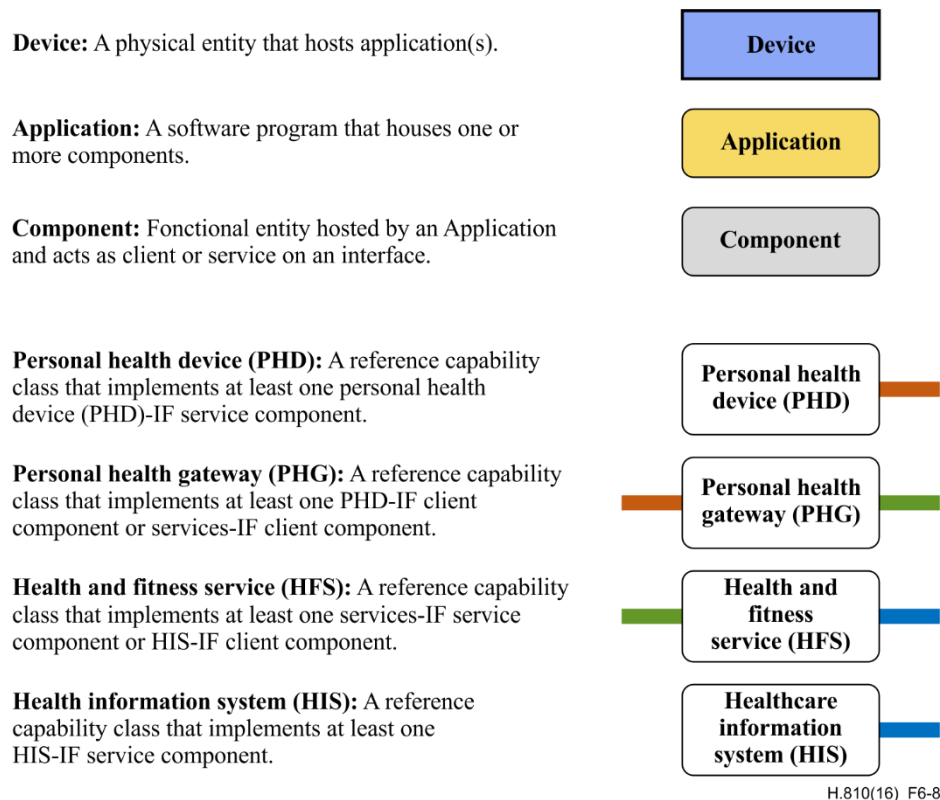 Device: A physical entity that hosts application(s).
Device
Application: A software program that houses one or
more components.
Application
Component: Fonctional entity hosted by an Application
and acts as client or service on an interface.
Component
Personal health device (PHD): A reference capability
class that implements at least one personal health
device (PHD)-IF service component.
Personal health
device (PHD)
Personal health gateway (PHG): A reference capability
class that implements at least one PHD-IF client
component or services-IF client component.
Personal health
gateway (PHG)
Health and fitness service (HFS): A reference capability
class that implements at least one services-IF service
component or HIS-IF client component.
Health and
fitness
service (HFS)
Health information system (HIS): A reference
capability class that implements at least one
HIS-IF service component.
Healthcare
information
system (HIS)
H.810(16)_F6-8